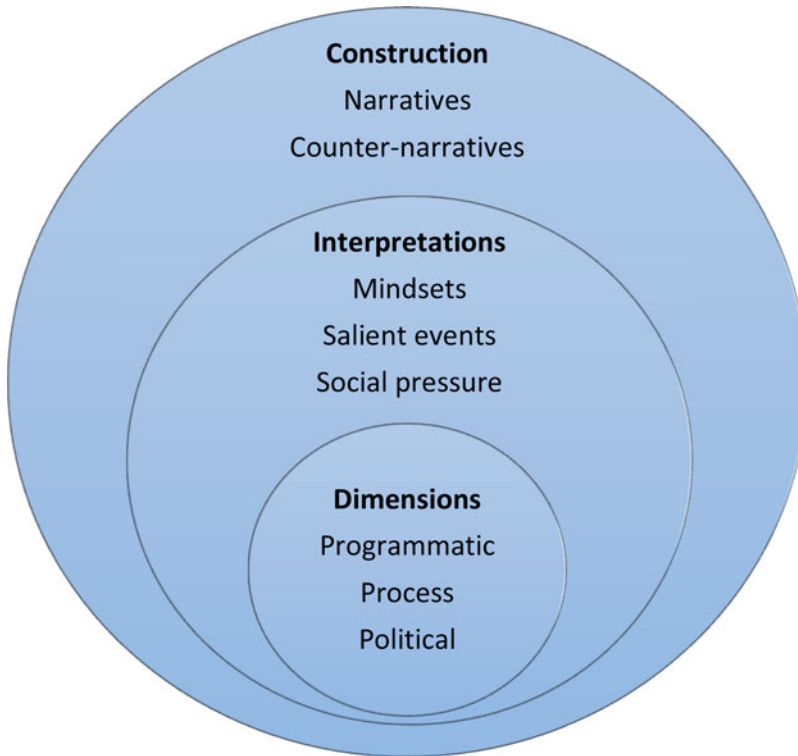 Construction
Narratives
Counter-narratives
Interpretations
Mindsets
Salient events
Social pressure
Dimensions
Programmatic
Process
Political